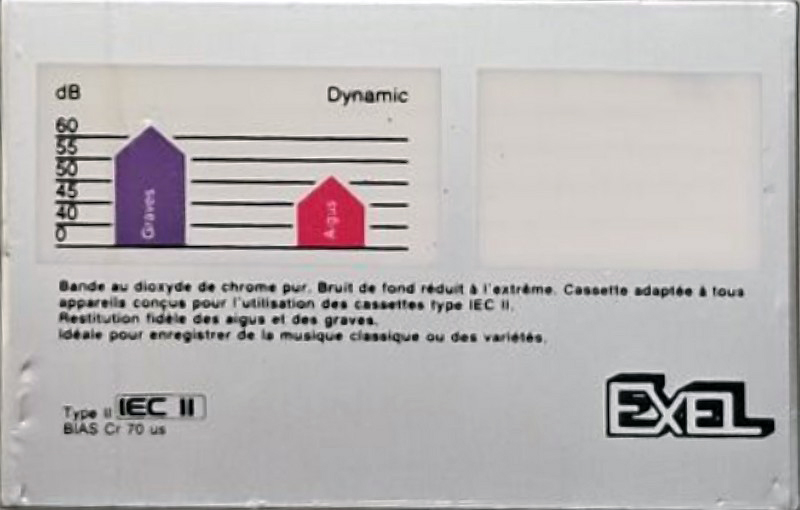 dB
Dynamic
60
55
50
45
40
0
Graves
Aigus
Bande au dioxyde de chrome pur. Bruit de fond réduit à l'extrême. Cassette adaptée à tous
appareils conçus pour l'utilisation des cassettes type IEC II.
Restitution fidèle des aigus et des graves.
Idéale pour enregistrer de la musique classique ou des variétés.
Type II IEC II
BIAS Cr 70 us
EXEL